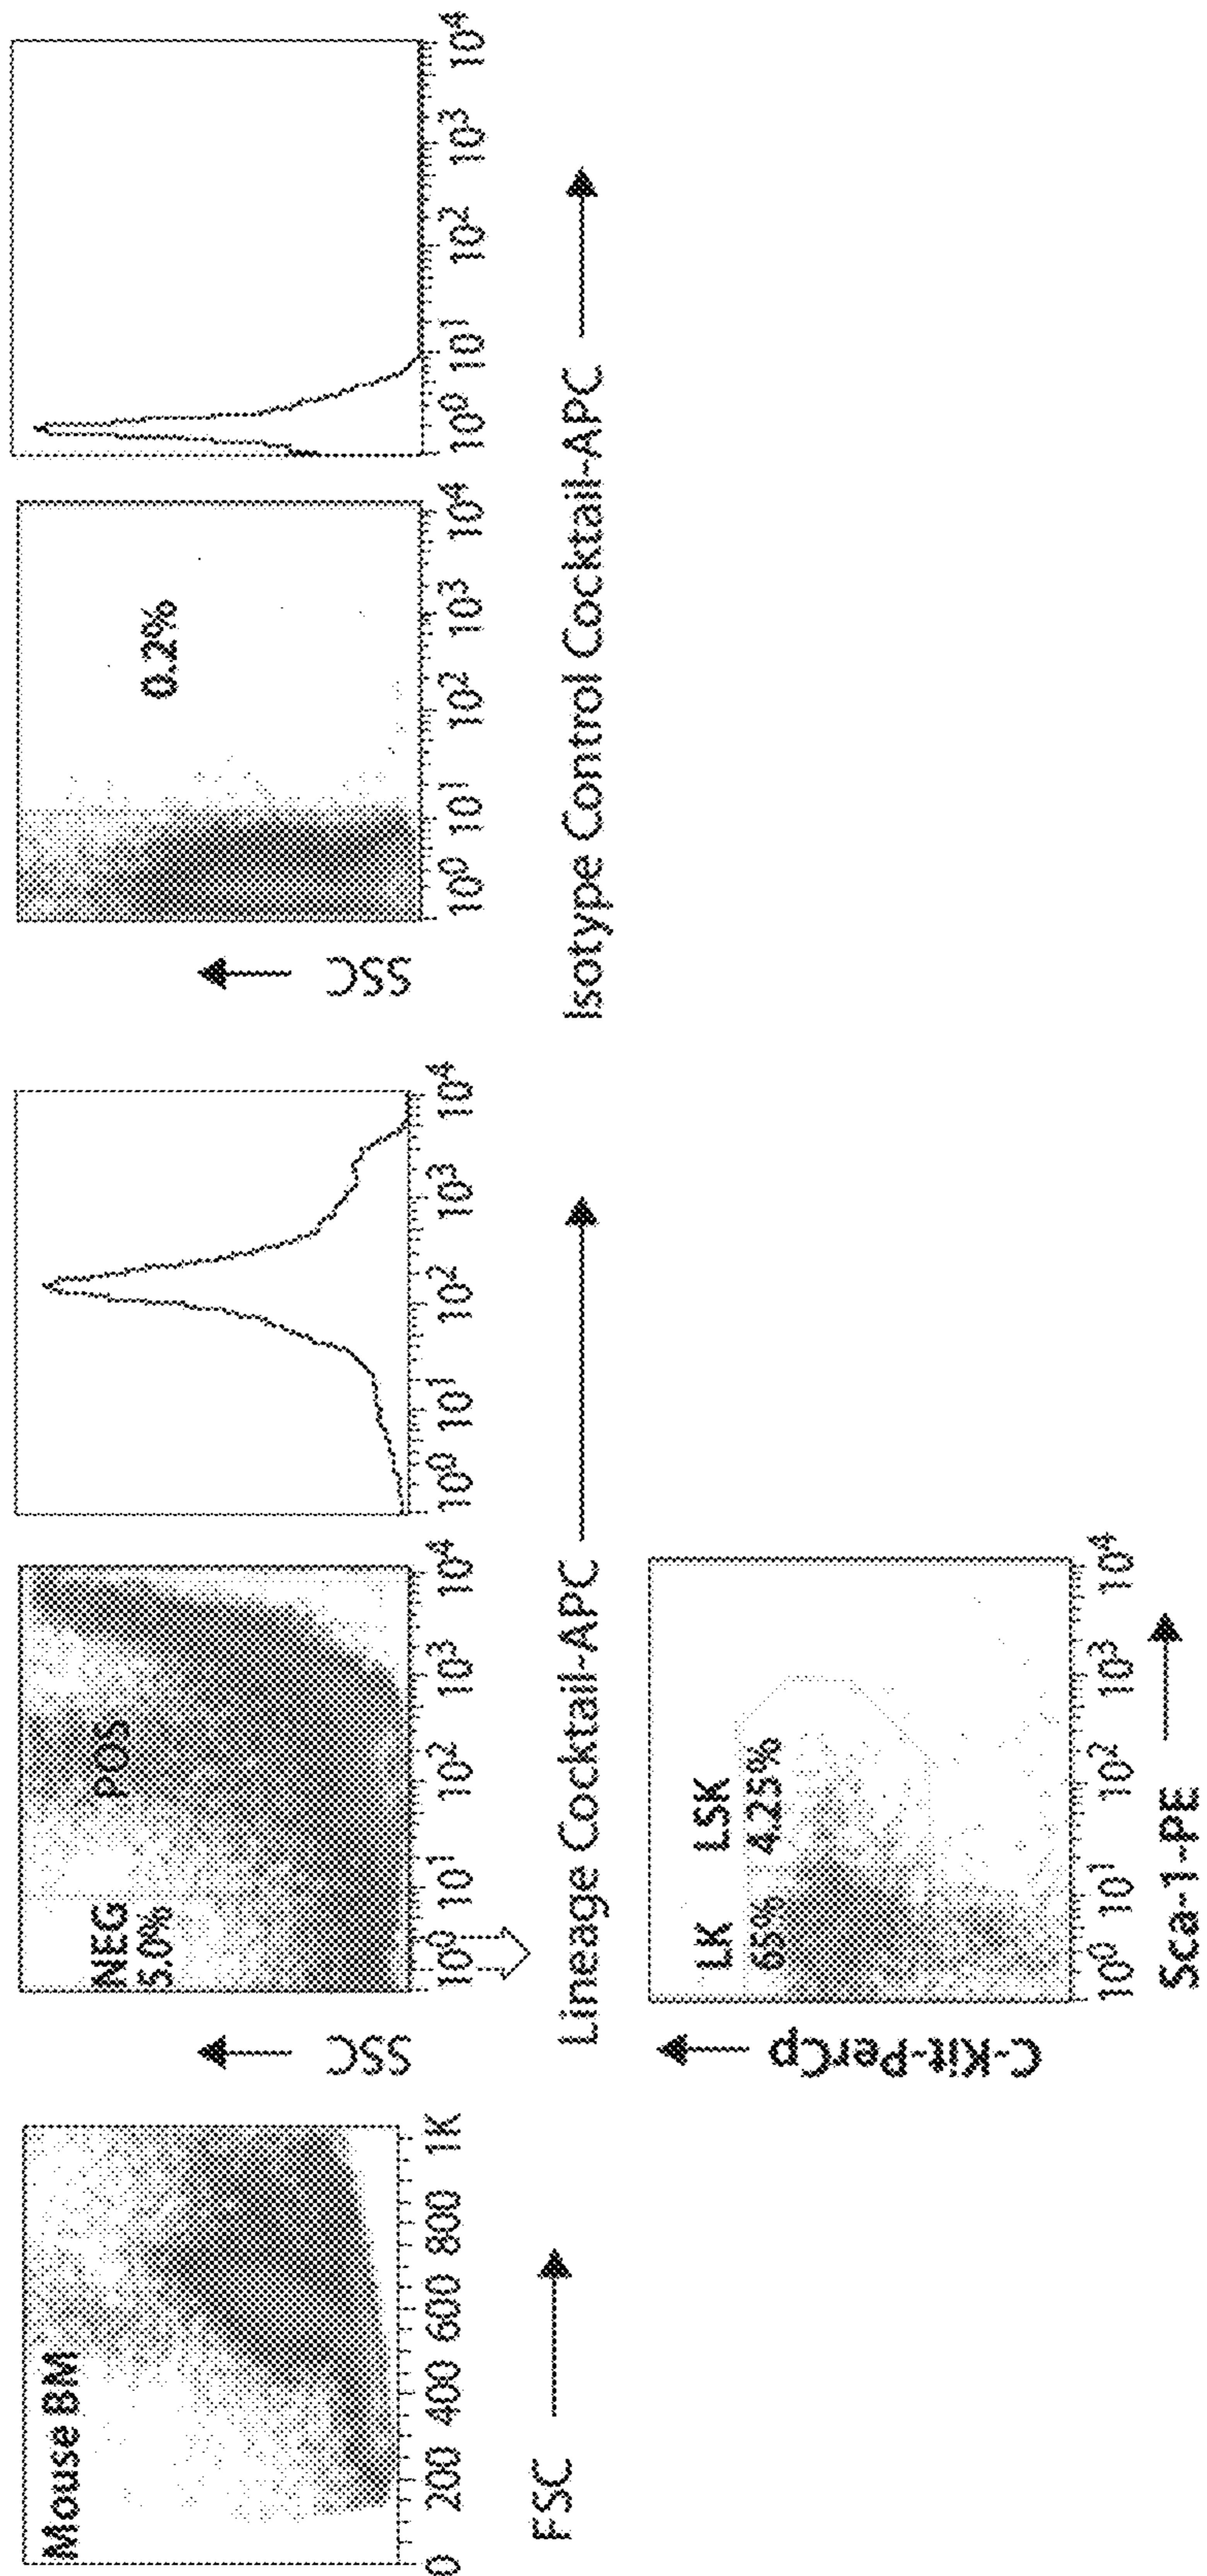 Mouse BM
0 200 400 600 800 1K
FSC
SSC
NEG
5.0%
POS
10⁰ 10¹ 10² 10³ 10⁴
10⁰ 10¹ 10² 10³ 10⁴
Lineage Cocktail-APC
SSC
0.2%
10⁰ 10¹ 10² 10³ 10⁴
10⁰ 10¹ 10² 10³ 10⁴
Isotype Control Cocktail-APC
C-Kit-PerCp
LK LSK
65% 4.25%
10⁰ 10¹ 10² 10³ 10⁴
Sca-1-PE